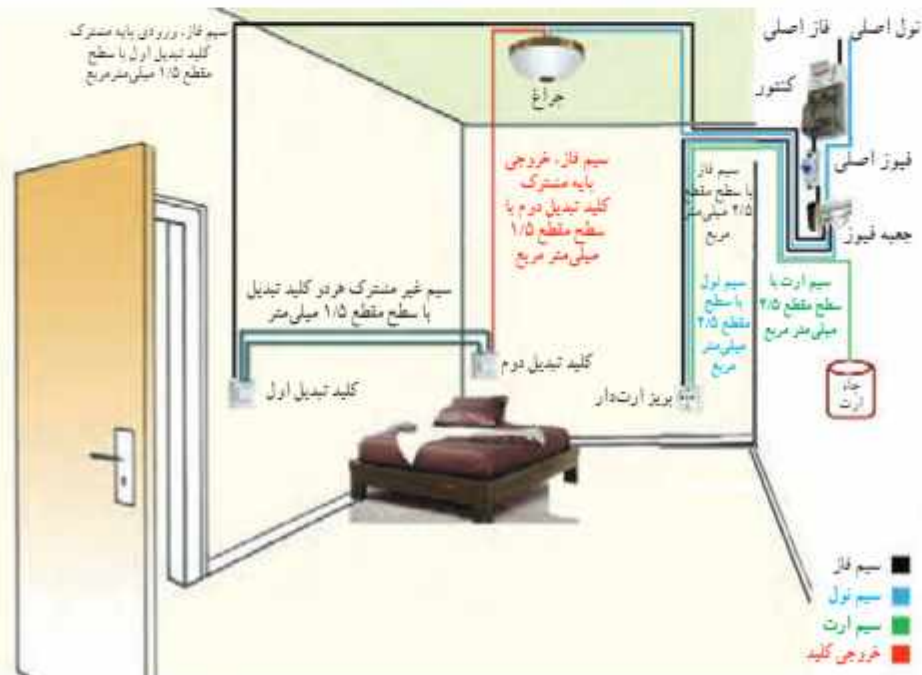 نول اصلی
فاز اصلی
کنتور
فیوز اصلی
جعبه فیوز
سیم فاز، ورودی پایه مشترک
کلید تبدیل اول با سطح
مقطع ۱/۵ میلی‌مترمربع
چراغ
سیم فاز، خروجی
پایه مشترک
کلید تبدیل دوم با
سطح مقطع ۱/۵
میلی‌متر مربع
سیم فاز
با سطح مقطع
۲/۵ میلی‌متر
مربع
سیم نول
با سطح
مقطع ۲/۵
میلی‌متر
مربع
سیم ارت با
سطح مقطع ۲/۵
میلی‌متر مربع
چاه
ارت
سیم غیر مشترک هردو کلید تبدیل
با سطح مقطع ۱/۵ میلی‌متر
کلید تبدیل دوم
کلید تبدیل اول
پریز ارت‌دار
سیم فاز
سیم نول
سیم ارت
خروجی کلید